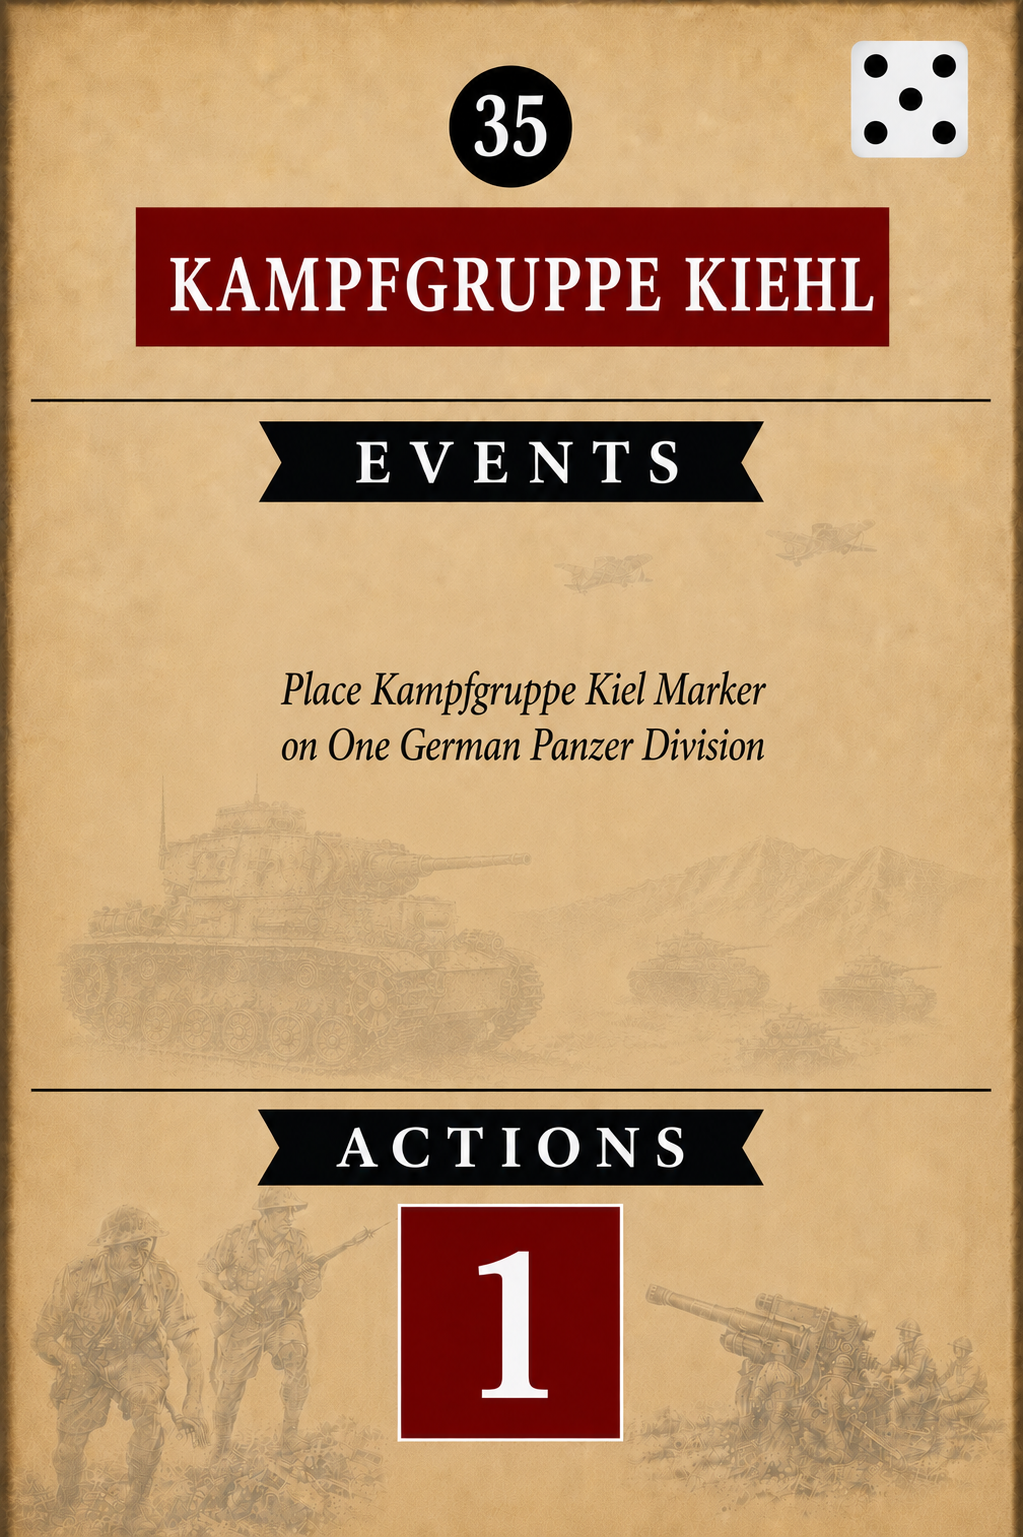 35
KAMPFGRUPPE KIEHL
EVENTS
Place Kampfgruppe Kiel Marker
on One German Panzer Division
ACTIONS
1